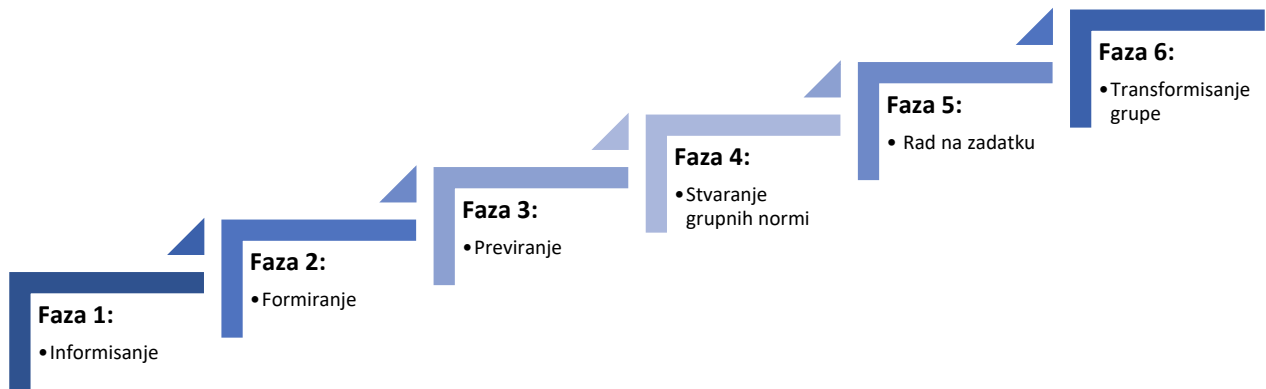 Faza 1:
•Informisanje
Faza 2:
•Formiranje
Faza 3:
•Previranje
Faza 4:
•Stvaranje
grupnih normi
Faza 5:
• Rad na zadatku
Faza 6:
•Transformisanje
grupe